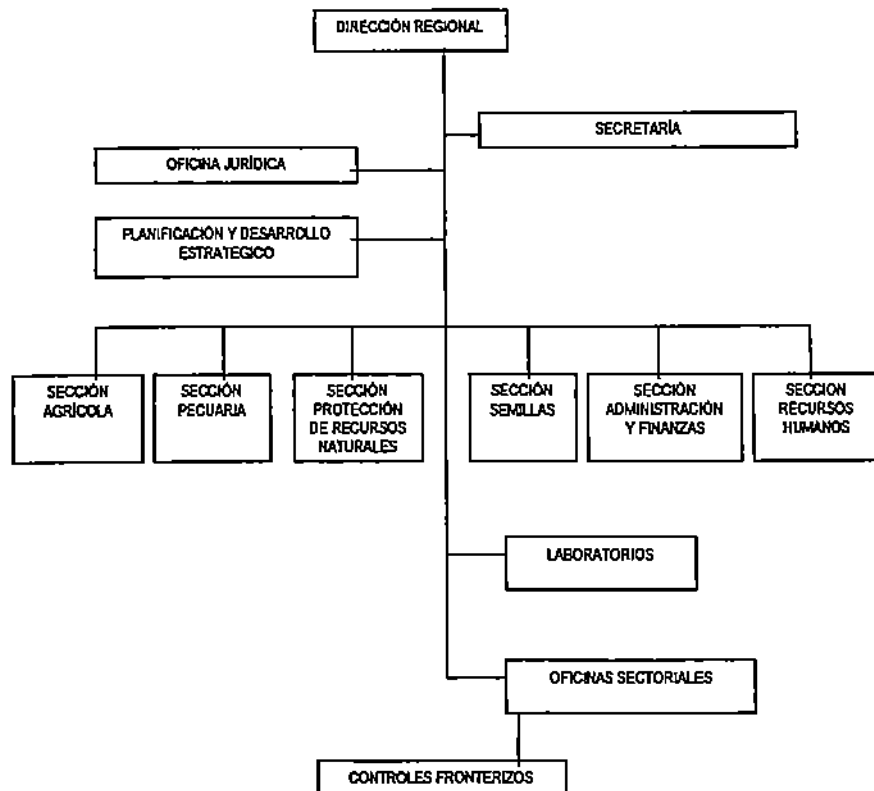 DIRECCIÓN REGIONAL
SECRETARÍA
OFICINA JURÍDICA
PLANIFICACIÓN Y DESARROLLO
ESTRATEGICO
SECCIÓN
AGRÍCOLA
SECCIÓN
PECUARIA
SECCIÓN
PROTECCIÓN
DE RECURSOS
NATURALES
SECCIÓN
SEMILLAS
SECCIÓN
ADMINISTRACIÓN
Y FINANZAS
SECCION
RECURSOS
HUMANOS
LABORATORIOS
OFICINAS SECTORIALES
CONTROLES FRONTERIZOS